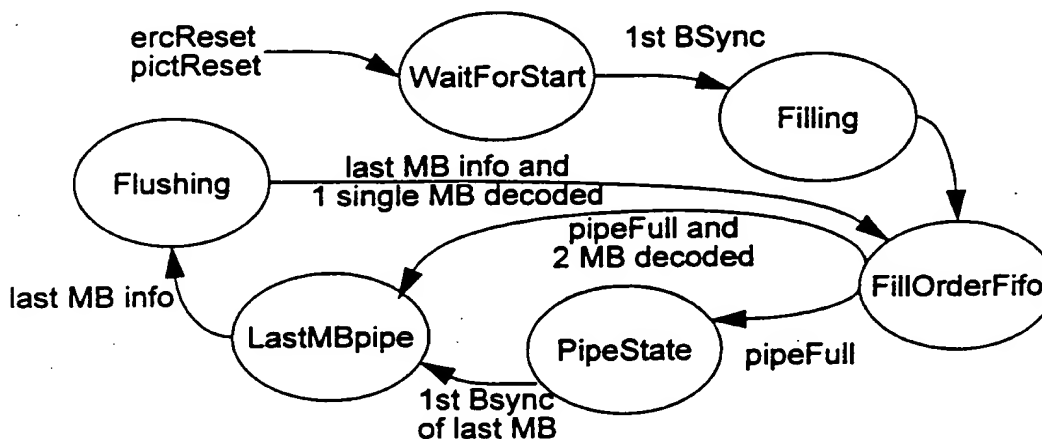 ercReset
pictReset
WaitForStart
1st BSync
Filling
Flushing
last MB info and
1 single MB decoded
pipeFull and
2 MB decoded
FillOrderFifo
last MB info
LastMBpipe
PipeState
pipeFull
1st Bsync
of last MB